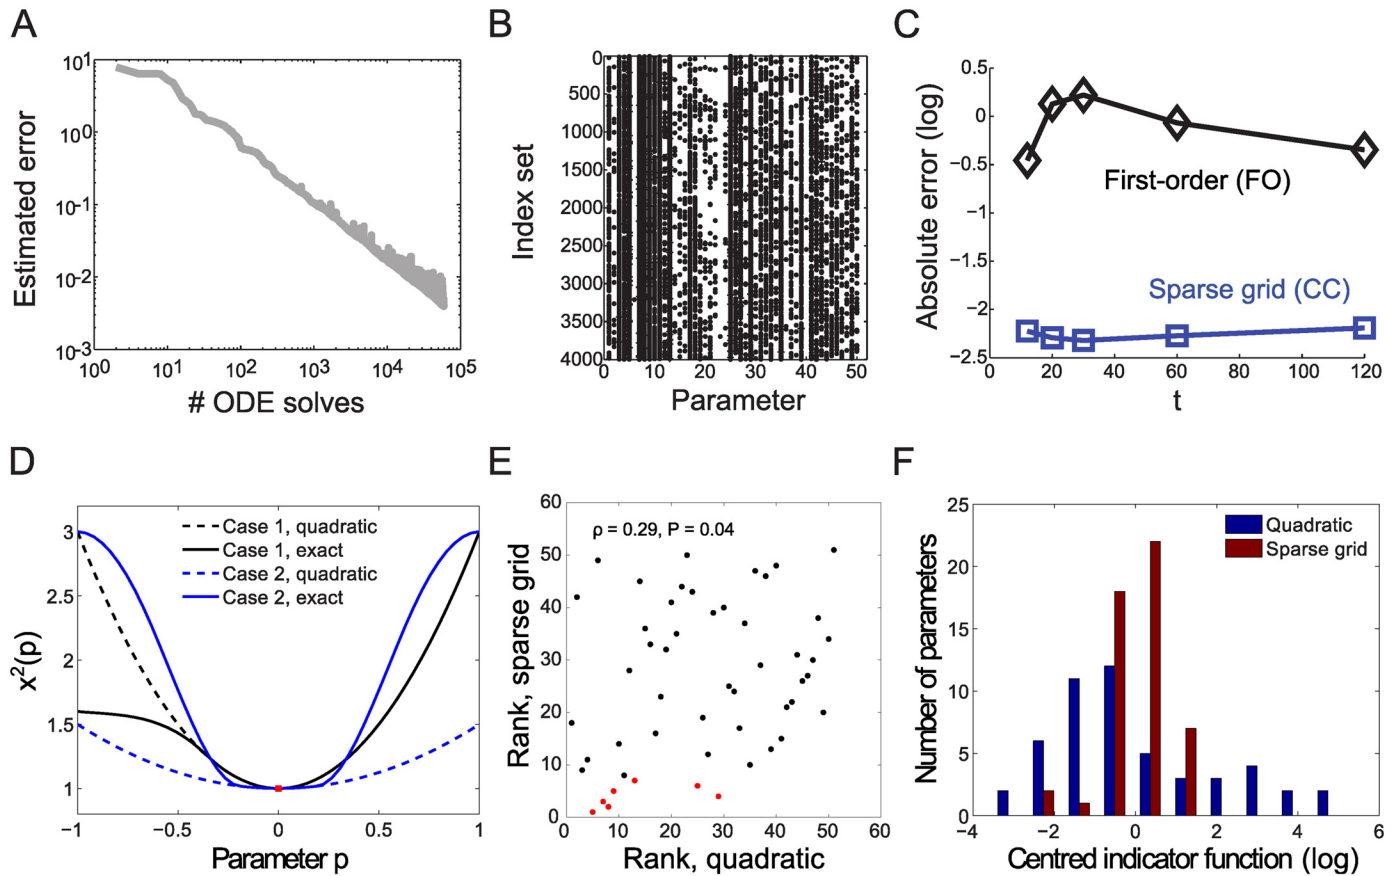 A
10^1
10^0
10^-1
10^-2
10^-3
Estimated error
10^0 10^1 10^2 10^3 10^4 10^5
# ODE solves
B
0
500
1000
1500
2000
2500
3000
3500
4000
Index set
0 10 20 30 40 50
Parameter
C
0.5
0
−0.5
−1
−1.5
−2
−2.5
Absolute error (log)
First-order (FO)
Sparse grid (CC)
0 20 40 60 80 100 120
t
D
3
2.5
2
1.5
1
x^2(p)
Case 1, quadratic
Case 1, exact
Case 2, quadratic
Case 2, exact
−1 −0.5 0 0.5 1
Parameter p
E
60
50
40
30
20
10
0
Rank, sparse grid
ρ = 0.29, P = 0.04
0 10 20 30 40 50 60
Rank, quadratic
F
25
20
15
10
5
0
Number of parameters
Quadratic
Sparse grid
−4 −2 0 2 4 6
Centred indicator function (log)